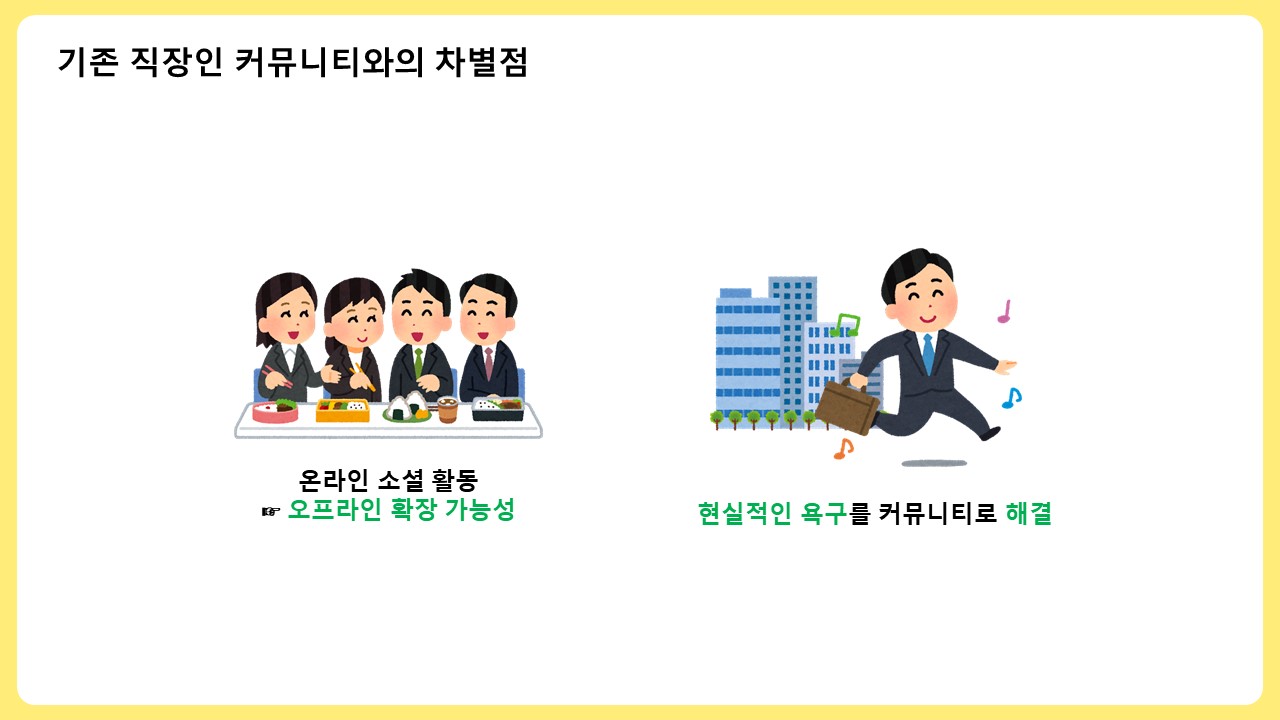 기존 직장인 커뮤니티와의 차별점
온라인 소셜 활동
☞ 오프라인 확장 가능성
현실적인 욕구를 커뮤니티로 해결